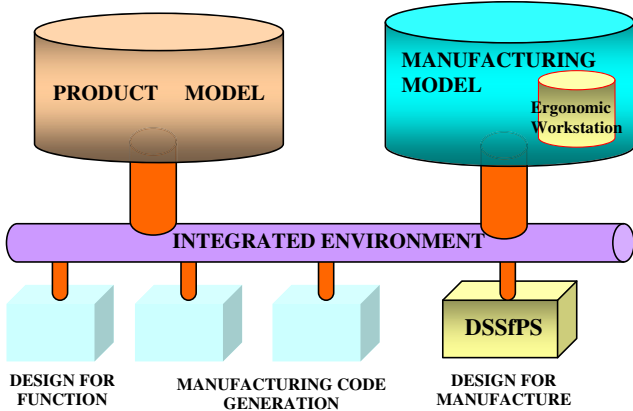 PRODUCT MODEL
MANUFACTURING
MODEL
Ergonomic
Workstation
INTEGRATED ENVIRONMENT
DSSfPS
DESIGN FOR
FUNCTION
MANUFACTURING CODE
GENERATION
DESIGN FOR
MANUFACTURE